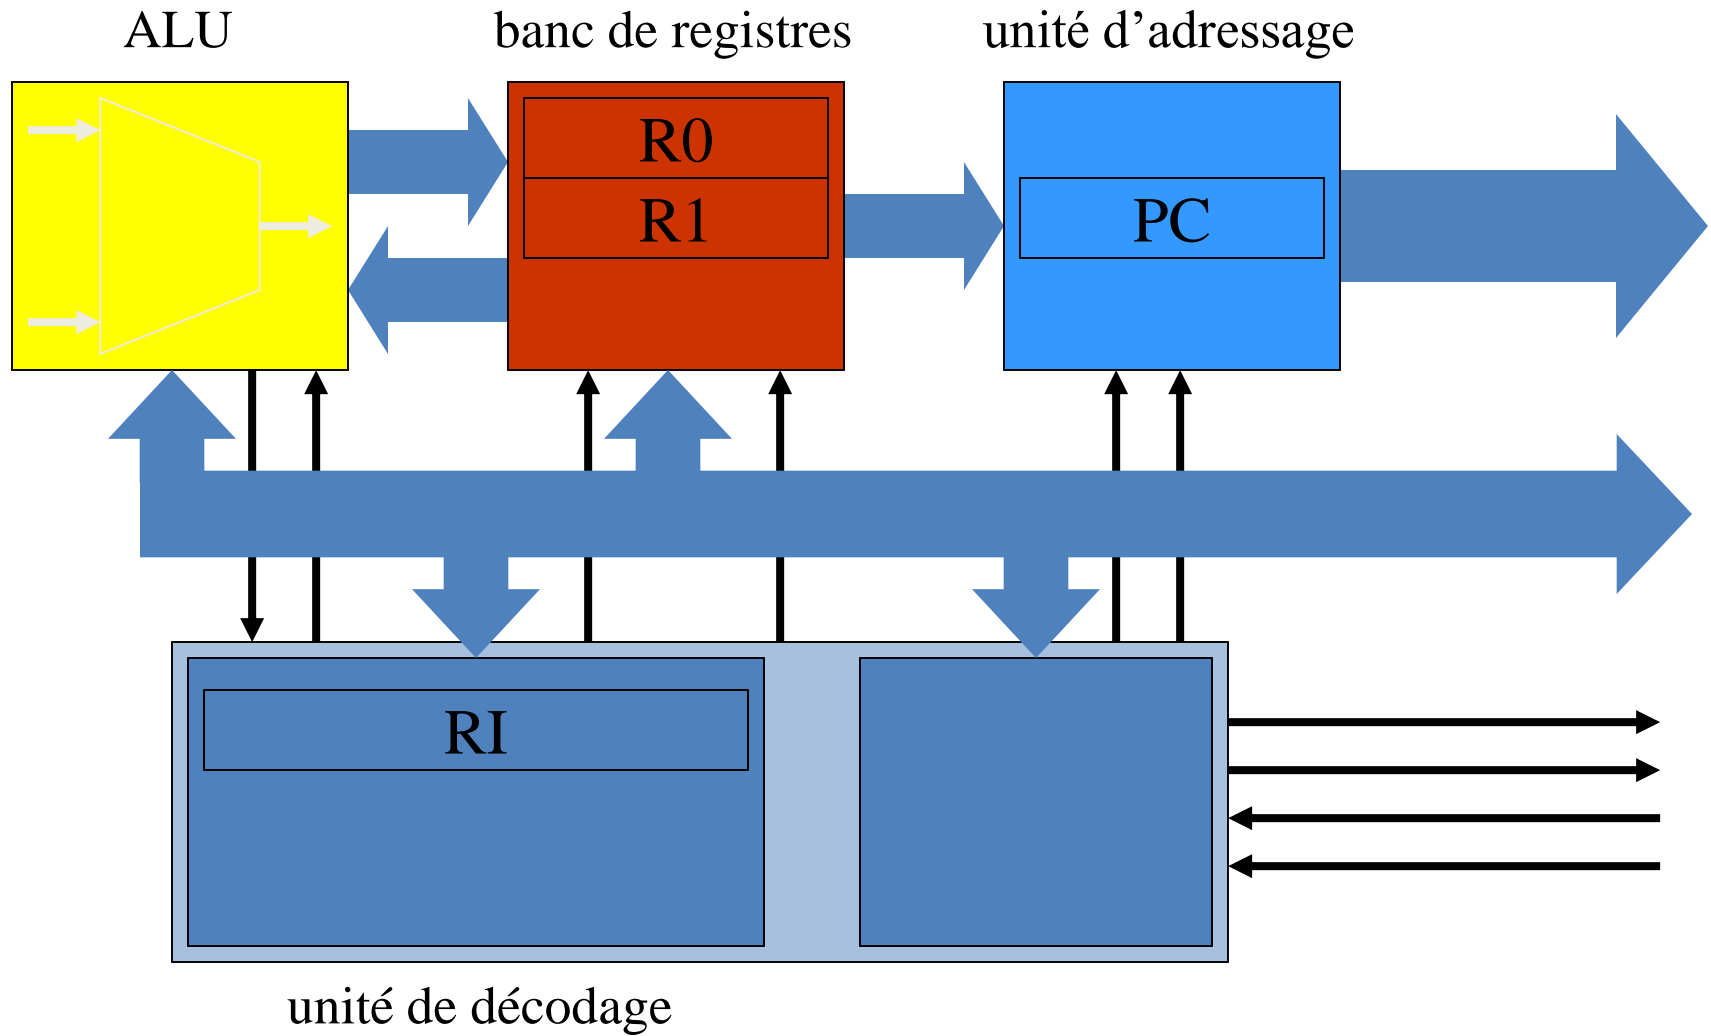 ALU
banc de registres
unité d’adressage
R0
R1
PC
RI
unité de décodage